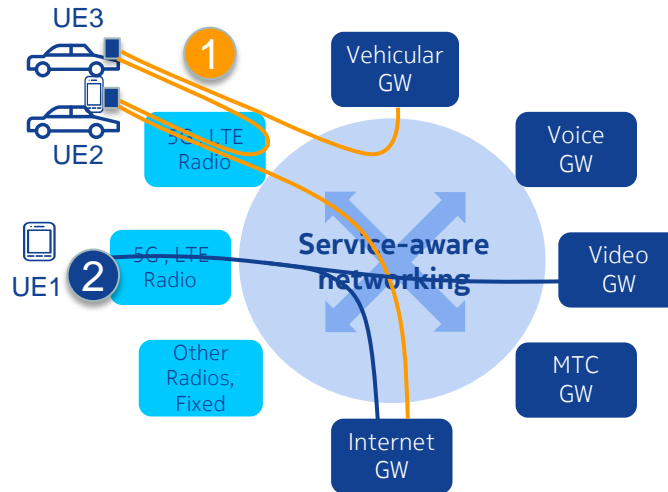 UE3
1
Vehicular
GW
5G , LTE
Radio
Voice
GW
UE2
Service-aware
networking
5G , LTE
Radio
2
UE1
Video
GW
Other
Radios,
Fixed
MTC
GW
Internet
GW